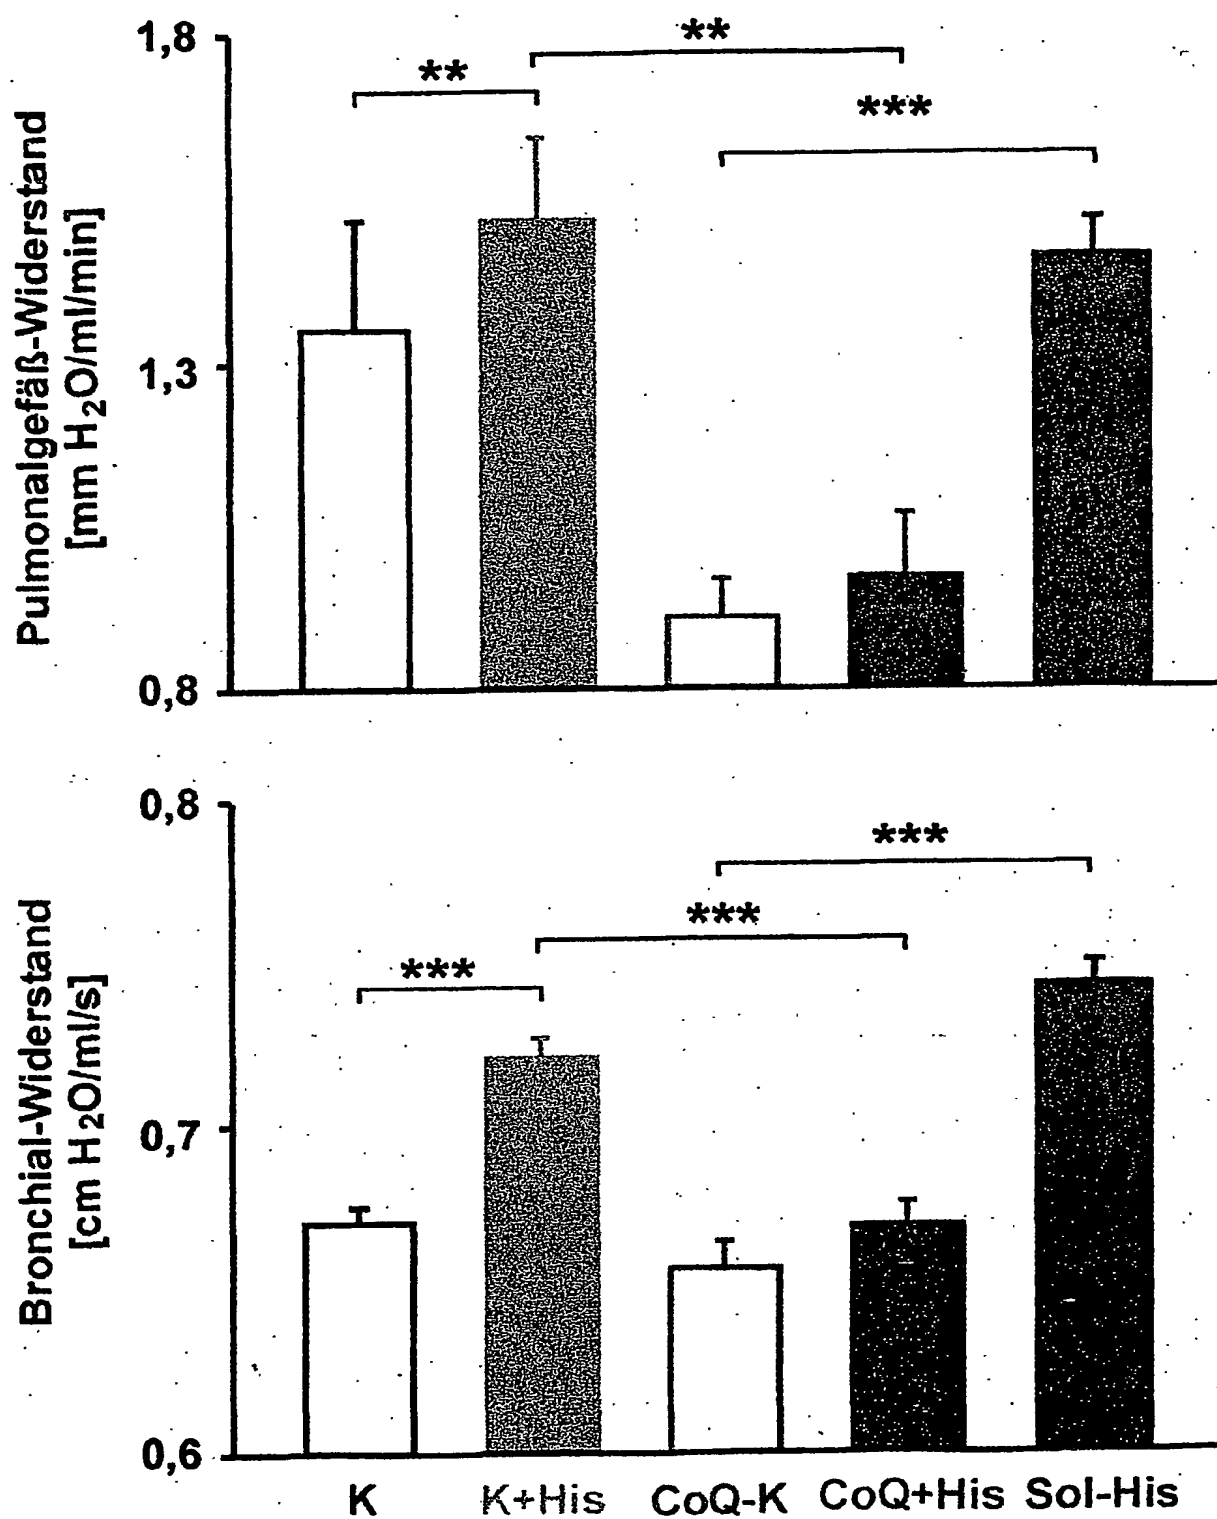 1,8
1,3
0,8
Pulmonalgefäß-Widerstand
[mm H2O/ml/min]
**
**
***
0,8
0,7
0,6
Bronchial-Widerstand
[cm H2O/ml/s]
***
***
***
K K+His CoQ-K CoQ+His Sol-His